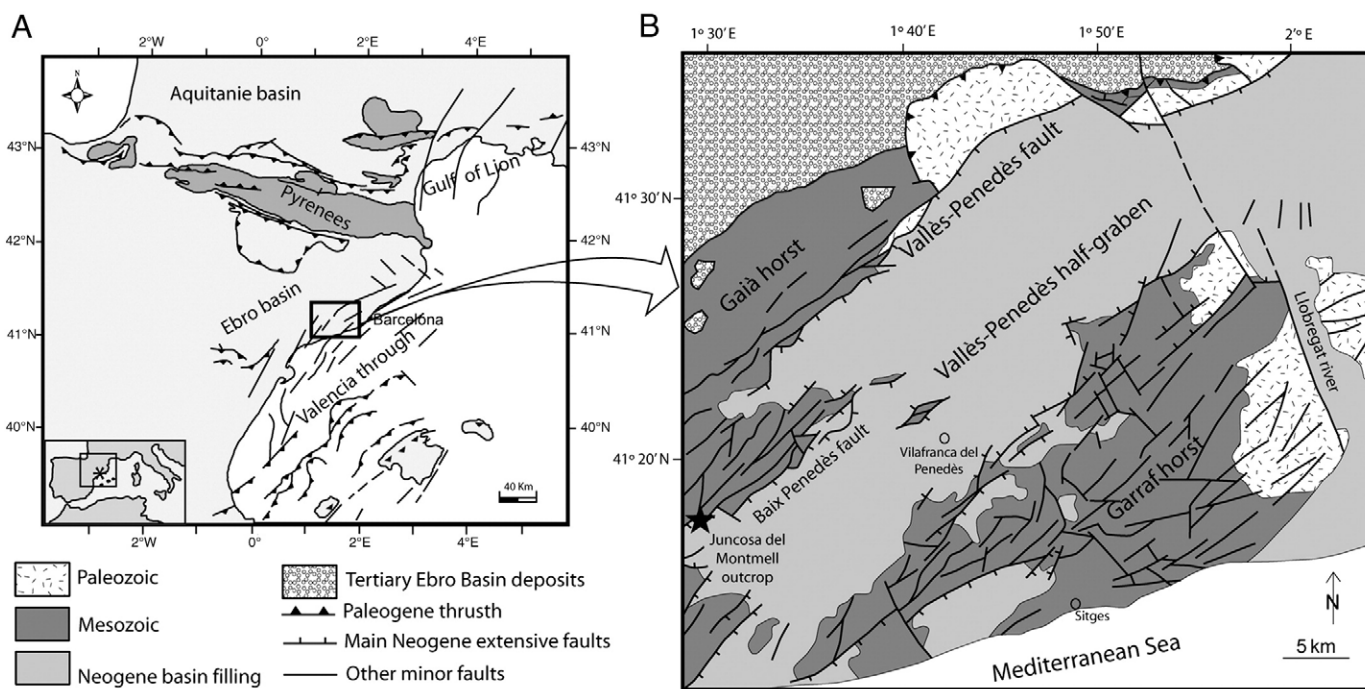 A
2°W
0°
2°E
4°E
N
Aquitanie basin
43°N
43°N
Gulf of Lion
Pyrenees
42°N
42°N
Ebro basin
41°N
Barcelona
41°N
Valencia through
40°N
40°N
40 Km
2°W
0°
2°E
4°E
B
1° 30' E
1° 40' E
1° 50' E
2° E
41° 30'
Vallès-Penedès fault
Gaià horst
Vallès-Penedès half-graben
Llobregat river
41° 20'
Vilafranca del
Penedès
Baix Penedès fault
Garraf horst
Juncosa del
Montmell
outcrop
Sitges
Mediterranean Sea
N
5 km
Paleozoic
Mesozoic
Neogene basin filling
Tertiary Ebro Basin deposits
Paleogene thrusth
Main Neogene extensive faults
Other minor faults